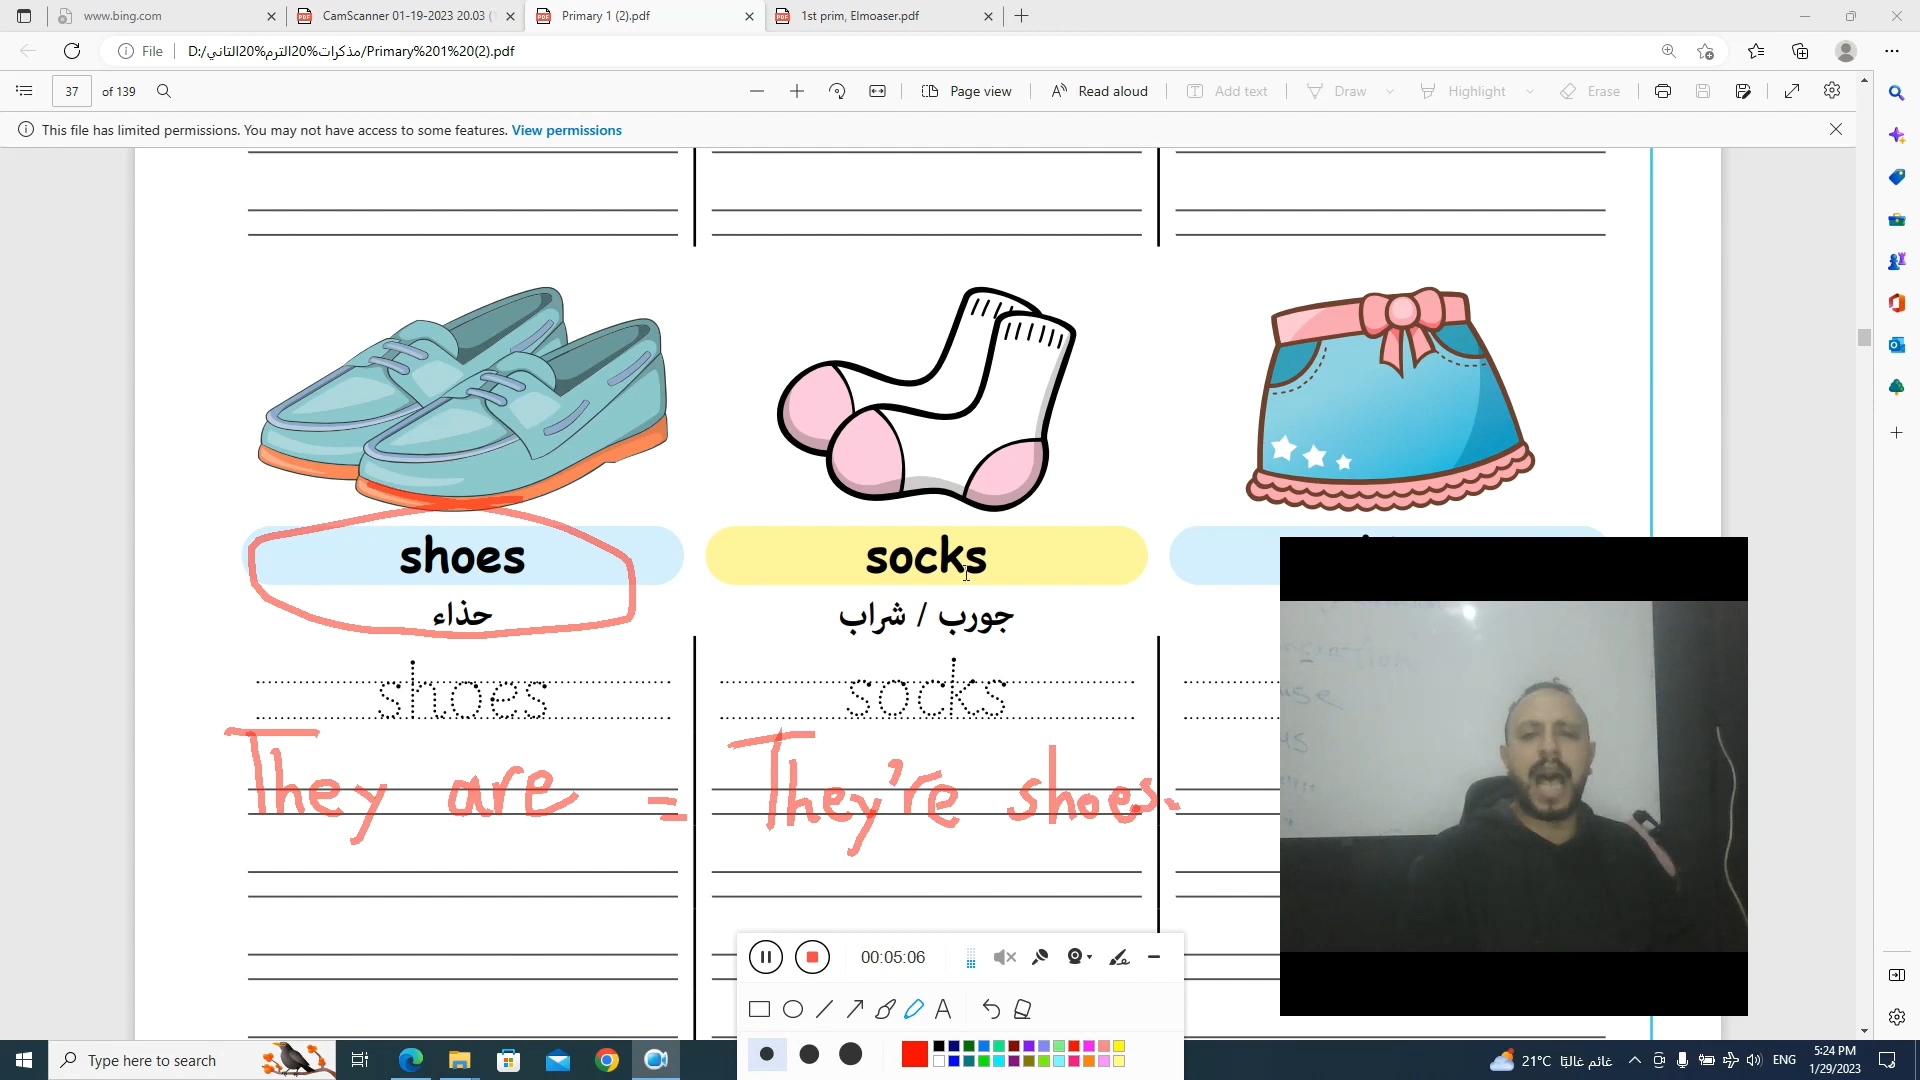 www.bing.com
CamScanner 01-19-2023 20.03 (
Primary 1 (2).pdf
1st prim, Elmoaser.pdf
File
D:/مذكرات%20الترم%20التاني/Primary%201%20(2).pdf
37
of 139
Page view
Read aloud
Add text
Draw
Highlight
Erase
This file has limited permissions. You may not have access to some features. View permissions
shoes
socks
حذاء
جورب / شراب
shoes
socks
They are = They're shoes.
00:05:06
Type here to search
21°C
غائم غالبًا
ENG
5:24 PM
1/29/2023